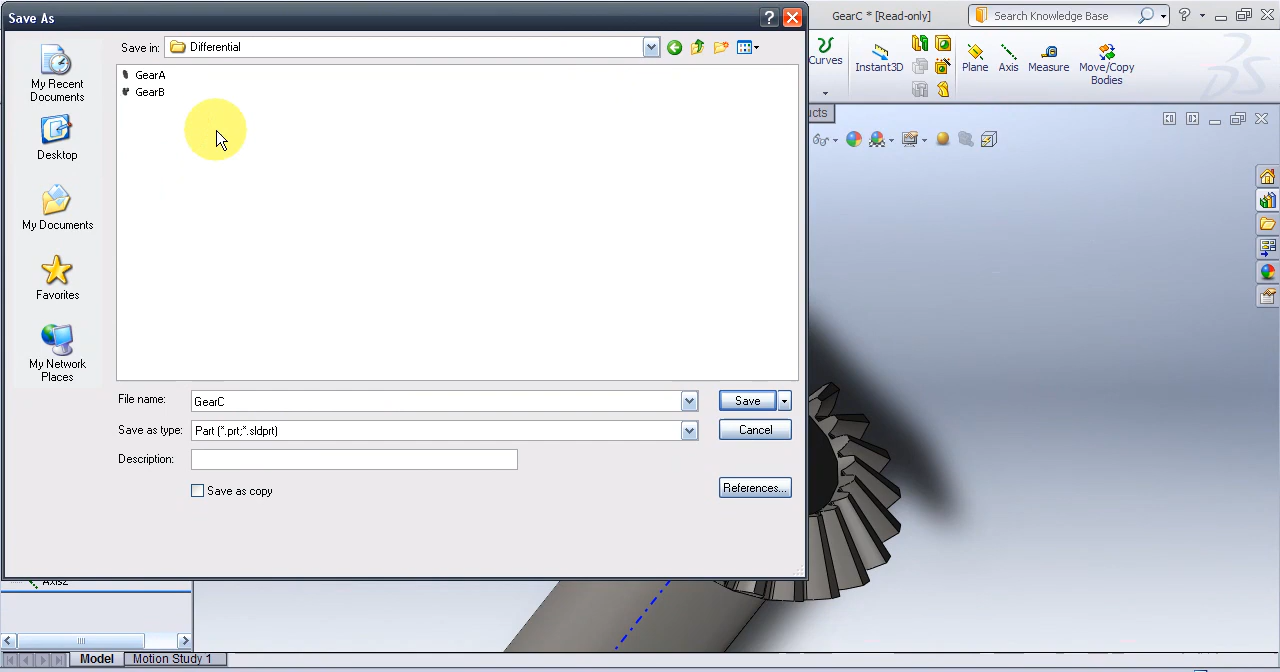 Save As
GearC * [Read-only]
Search Knowledge Base
Save in:
Differential
Curves
Instant3D
Plane
Axis
Measure
Move/Copy
Bodies
My Recent
Documents
GearA
GearB
ucts
Desktop
My Documents
Favorites
My Network
Places
File name:
GearC
Save
Save as type:
Part (*.prt;*.sldprt)
Cancel
Description:
Save as copy
References...
Axis2
Model
Motion Study 1